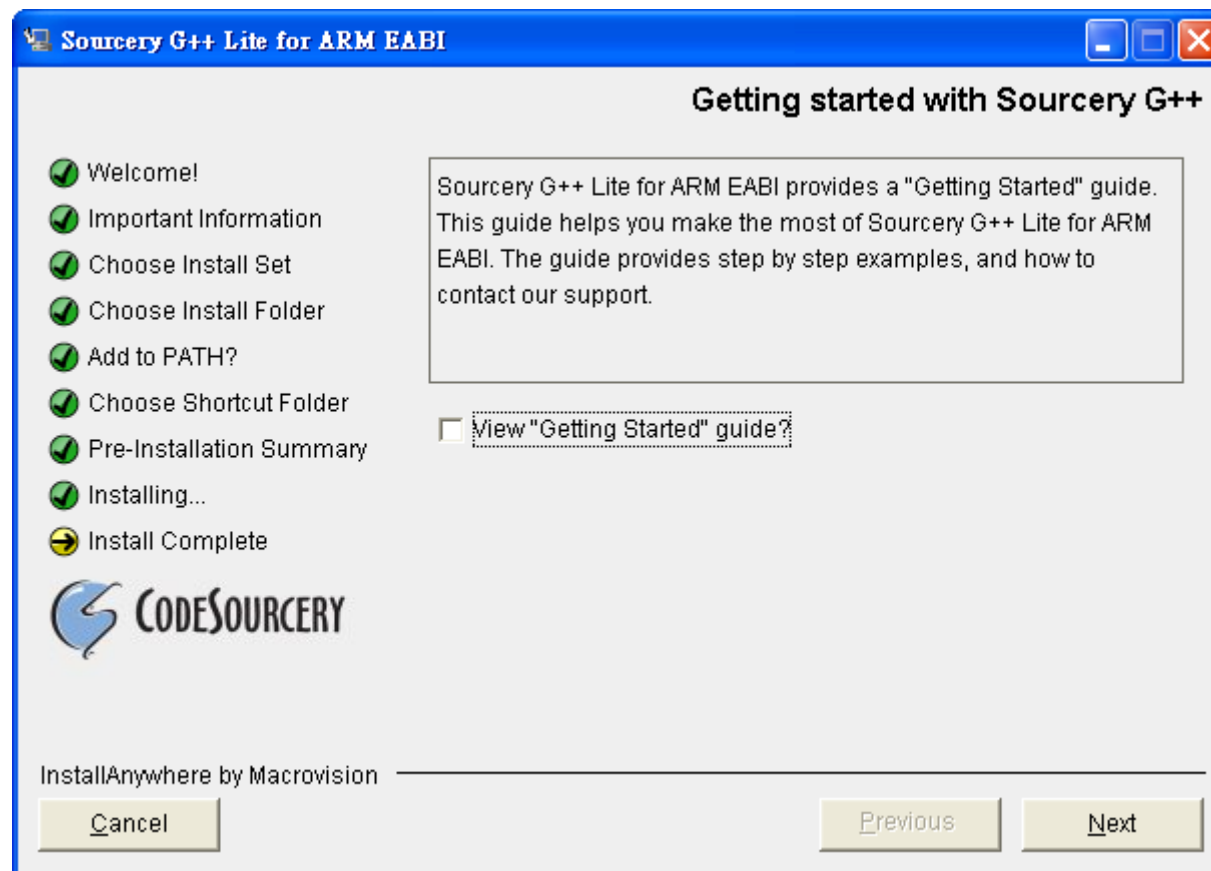 Sourcery G++ Lite for ARM EABI
Getting started with Sourcery G++
Welcome!
Important Information
Choose Install Set
Choose Install Folder
Add to PATH?
Choose Shortcut Folder
Pre-Installation Summary
Installing...
Install Complete
CODESOURCERY
Sourcery G++ Lite for ARM EABI provides a "Getting Started" guide.
This guide helps you make the most of Sourcery G++ Lite for ARM
EABI. The guide provides step by step examples, and how to
contact our support.
View "Getting Started" guide?
InstallAnywhere by Macrovision
Cancel
Previous
Next